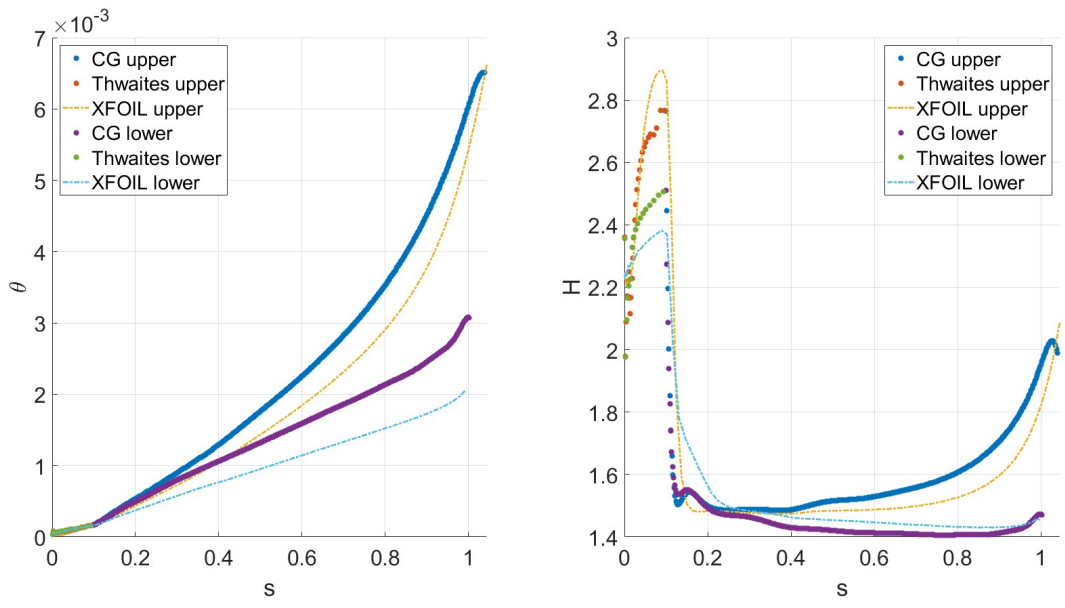 ×10⁻³
7
6
5
4
3
2
1
0
θ
0 0.2 0.4 0.6 0.8 1
s
CG upper
Thwaites upper
XFOIL upper
CG lower
Thwaites lower
XFOIL lower
3
2.8
2.6
2.4
2.2
2
1.8
1.6
1.4
H
0 0.2 0.4 0.6 0.8 1
s
CG upper
Thwaites upper
XFOIL upper
CG lower
Thwaites lower
XFOIL lower